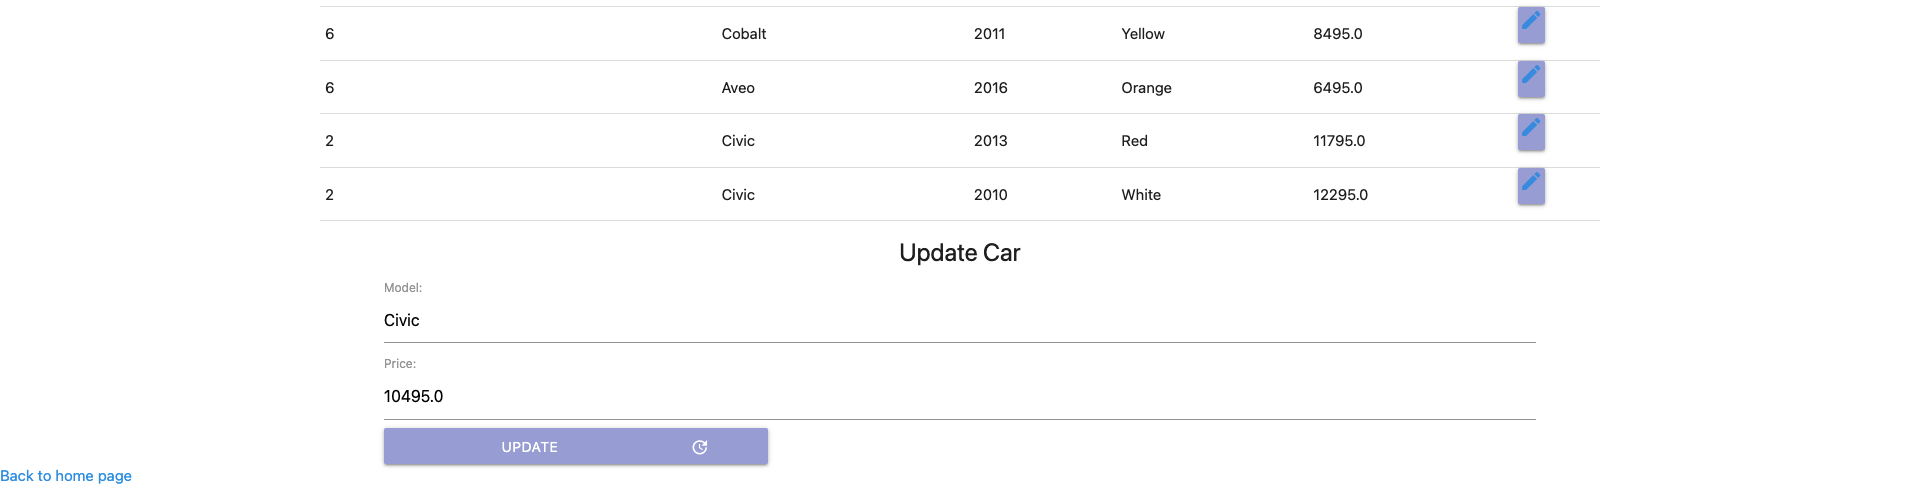 6 Cobalt 2011 Yellow 8495.0
6 Aveo 2016 Orange 6495.0
2 Civic 2013 Red 11795.0
2 Civic 2010 White 12295.0
Update Car
Model:
Civic
Price:
10495.0
UPDATE
Back to home page